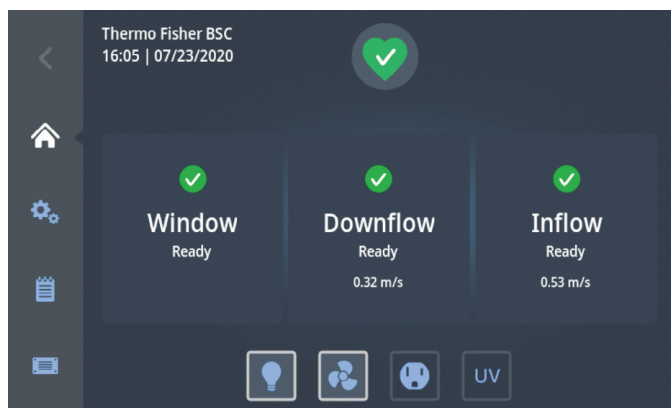 Thermo Fisher BSC
16:05 | 07/23/2020
Window
Ready
Downflow
Ready
0.32 m/s
Inflow
Ready
0.53 m/s
UV